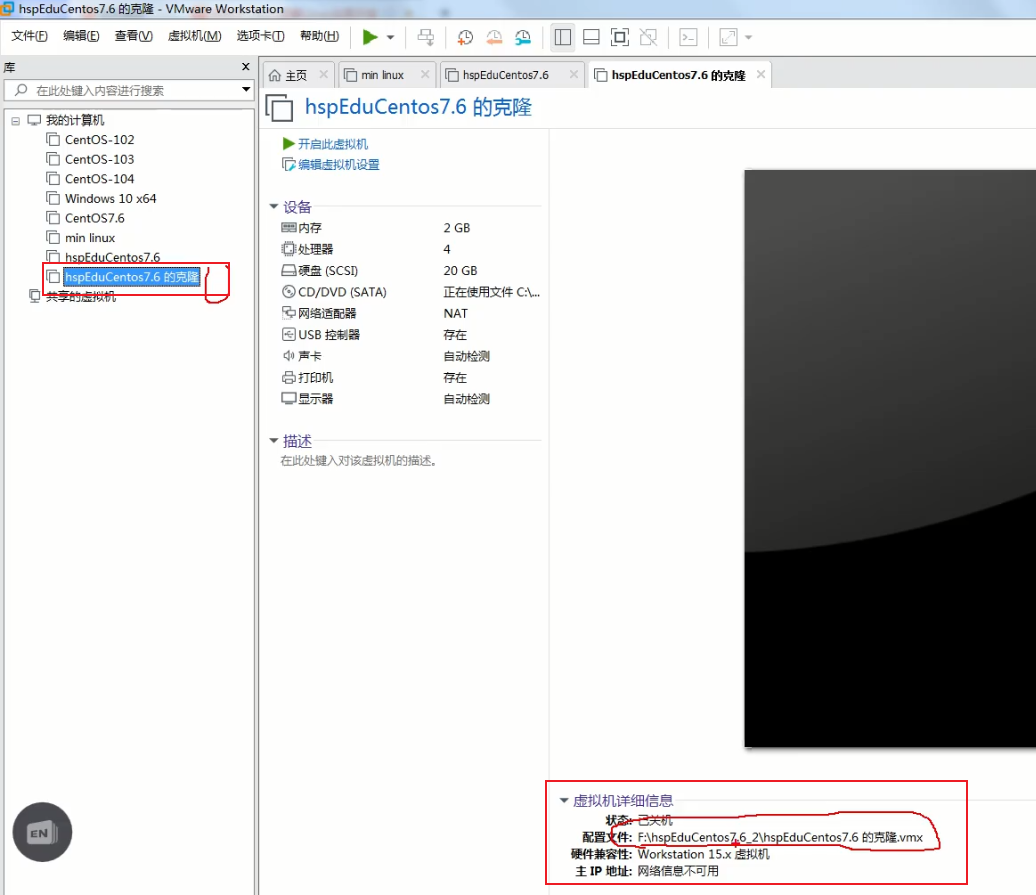 hspEduCentos7.6 的克隆 - VMware Workstation
文件(F) 编辑(E) 查看(V) 虚拟机(M) 选项卡(T) 帮助(H)
库 x
在此处键入内容进行搜索
我的计算机
CentOS-102
CentOS-103
CentOS-104
Windows 10 x64
CentOS7.6
min linux
hspEduCentos7.6
hspEduCentos7.6 的克隆
共享的虚拟机
主页 min linux hspEduCentos7.6 hspEduCentos7.6 的克隆
hspEduCentos7.6 的克隆
开启此虚拟机
编辑虚拟机设置
设备
内存 2 GB
处理器 4
硬盘 (SCSI) 20 GB
CD/DVD (SATA) 正在使用文件 C:\...
网络适配器 NAT
USB 控制器 存在
声卡 自动检测
打印机 存在
显示器 自动检测
描述
在此处键入对该虚拟机的描述。
虚拟机详细信息
状态: 已关机
配置文件: F:\hspEduCentos7.6_2\hspEduCentos7.6 的克隆.vmx
硬件兼容性: Workstation 15.x 虚拟机
主 IP 地址: 网络信息不可用
EN